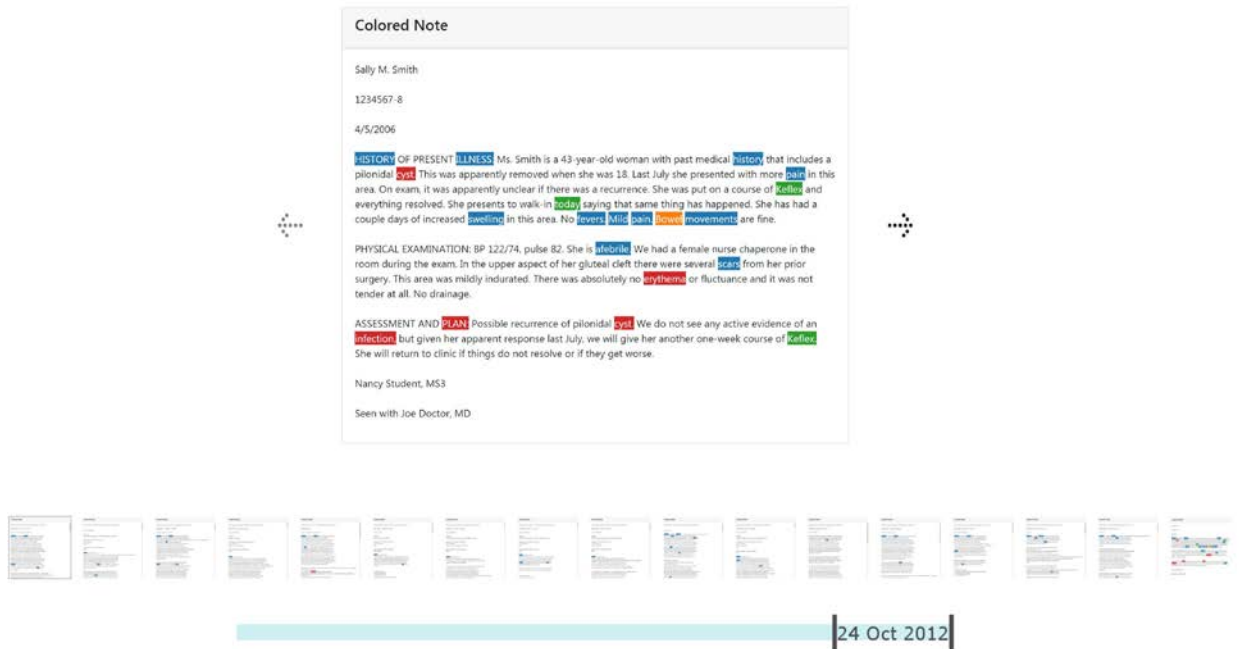 Colored Note
Sally M. Smith
1234567-8
4/5/2006
HISTORY OF PRESENT ILLNESS: Ms. Smith is a 43-year-old woman with past medical history, that includes a
pilonidal cyst. This was apparently removed when she was 18. Last July she presented with more pain in this
area. On exam, it was apparently unclear if there was a recurrence. She was put on a course of Keflex and
everything resolved. She presents to walk-in today saying that same thing has happened. She has had a
couple days of increased swelling in this area. No fevers. Mild pain. Bowel movements are fine.
PHYSICAL EXAMINATION: BP 122/74, pulse 82. She is afebrile. We had a female nurse chaperone in the
room during the exam. In the upper aspect of her gluteal cleft there were several scars from her prior
surgery. This area was mildly indurated. There was absolutely no erythema or fluctuance and it was not
tender at all. No drainage.
ASSESSMENT AND PLAN: Possible recurrence of pilonidal cyst. We do not see any active evidence of an
infection, but given her apparent response last July, we will give her another one-week course of Keflex.
She will return to clinic if things do not resolve or if they get worse.
Nancy Student, MS3
Seen with Joe Doctor, MD
24 Oct 2012